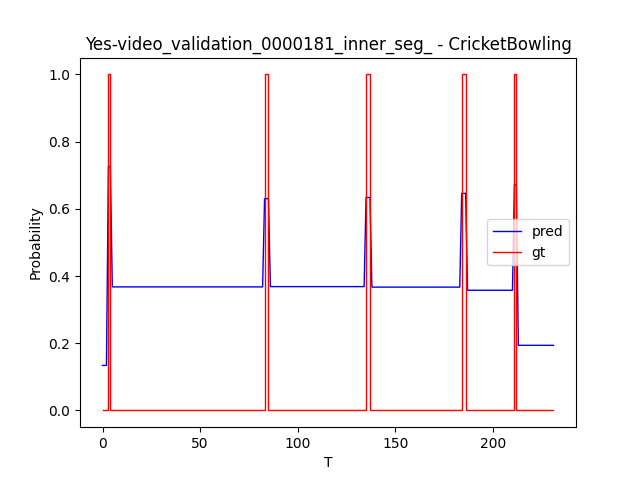 Yes-video_validation_0000181_inner_seg_ - CricketBowling
1.0
0.8
0.6
0.4
0.2
0.0
Probability
pred
gt
0 50 100 150 200
T